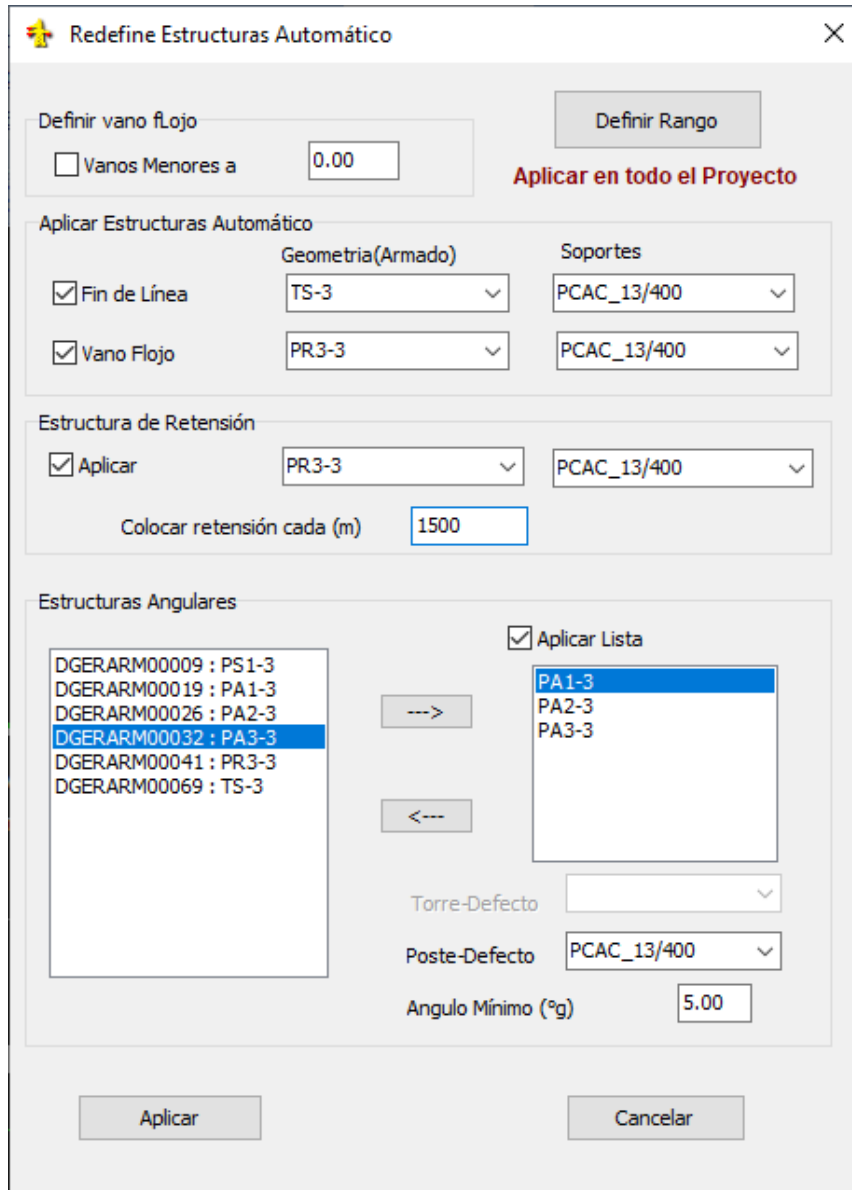 Redefine Estructuras Automático
Definir vano fLojo
Definir Rango
Vanos Menores a 0.00
Aplicar en todo el Proyecto
Aplicar Estructuras Automático
Geometria(Armado) Soportes
Fin de Línea TS-3 PCAC_13/400
Vano Flojo PR3-3 PCAC_13/400
Estructura de Retensión
Aplicar PR3-3 PCAC_13/400
Colocar retensión cada (m) 1500
Estructuras Angulares
Aplicar Lista
DGERARM00009 : PS1-3
DGERARM00019 : PA1-3
DGERARM00026 : PA2-3
DGERARM00032 : PA3-3
DGERARM00041 : PR3-3
DGERARM00069 : TS-3
--->
<---
PA1-3
PA2-3
PA3-3
Torre-Defecto
Poste-Defecto PCAC_13/400
Angulo Mínimo (ºg) 5.00
Aplicar Cancelar